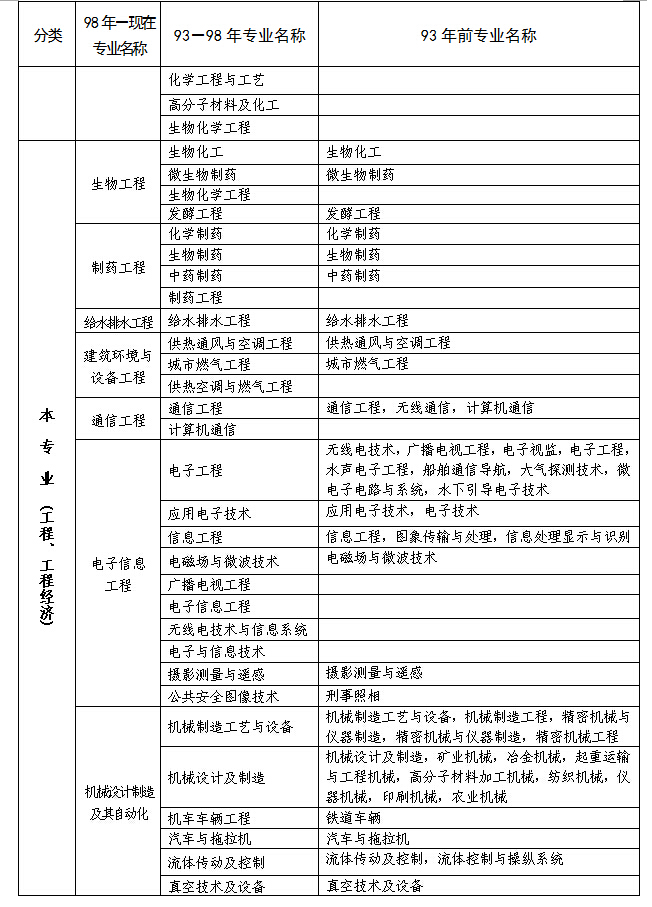 分类
98年—现在
专业名称
93—98年专业名称
93年前专业名称
化学工程与工艺
高分子材料及化工
生物化学工程
本专业（工程、工程经济）
生物工程
生物化工
生物化工
微生物制药
微生物制药
生物化学工程
发酵工程
发酵工程
制药工程
化学制药
化学制药
生物制药
生物制药
中药制药
中药制药
制药工程
给水排水工程
给水排水工程
给水排水工程
建筑环境与
设备工程
供热通风与空调工程
供热通风与空调工程
城市燃气工程
城市燃气工程
供热空调与燃气工程
通信工程
通信工程
通信工程，无线通信，计算机通信
计算机通信
电子信息
工程
电子工程
无线电技术，广播电视工程，电子视监，电子工程，
水声电子工程，船舶通信导航，大气探测技术，微
电子电路与系统，水下引导电子技术
应用电子技术
应用电子技术，电子技术
信息工程
信息工程，图象传输与处理，信息处理显示与识别
电磁场与微波技术
电磁场与微波技术
广播电视工程
电子信息工程
无线电技术与信息系统
电子与信息技术
摄影测量与遥感
摄影测量与遥感
公共安全图像技术
刑事照相
机械设计制造
及其自动化
机械制造工艺与设备
机械制造工艺与设备，机械制造工程，精密机械与
仪器制造，精密机械与仪器制造，精密机械工程
机械设计及制造
机械设计及制造，矿业机械，冶金机械，起重运输
与工程机械，高分子材料加工机械，纺织机械，仪
器机械，印刷机械，农业机械
机车车辆工程
铁道车辆
汽车与拖拉机
汽车与拖拉机
流体传动及控制
流体传动及控制，流体控制与操纵系统
真空技术及设备
真空技术及设备